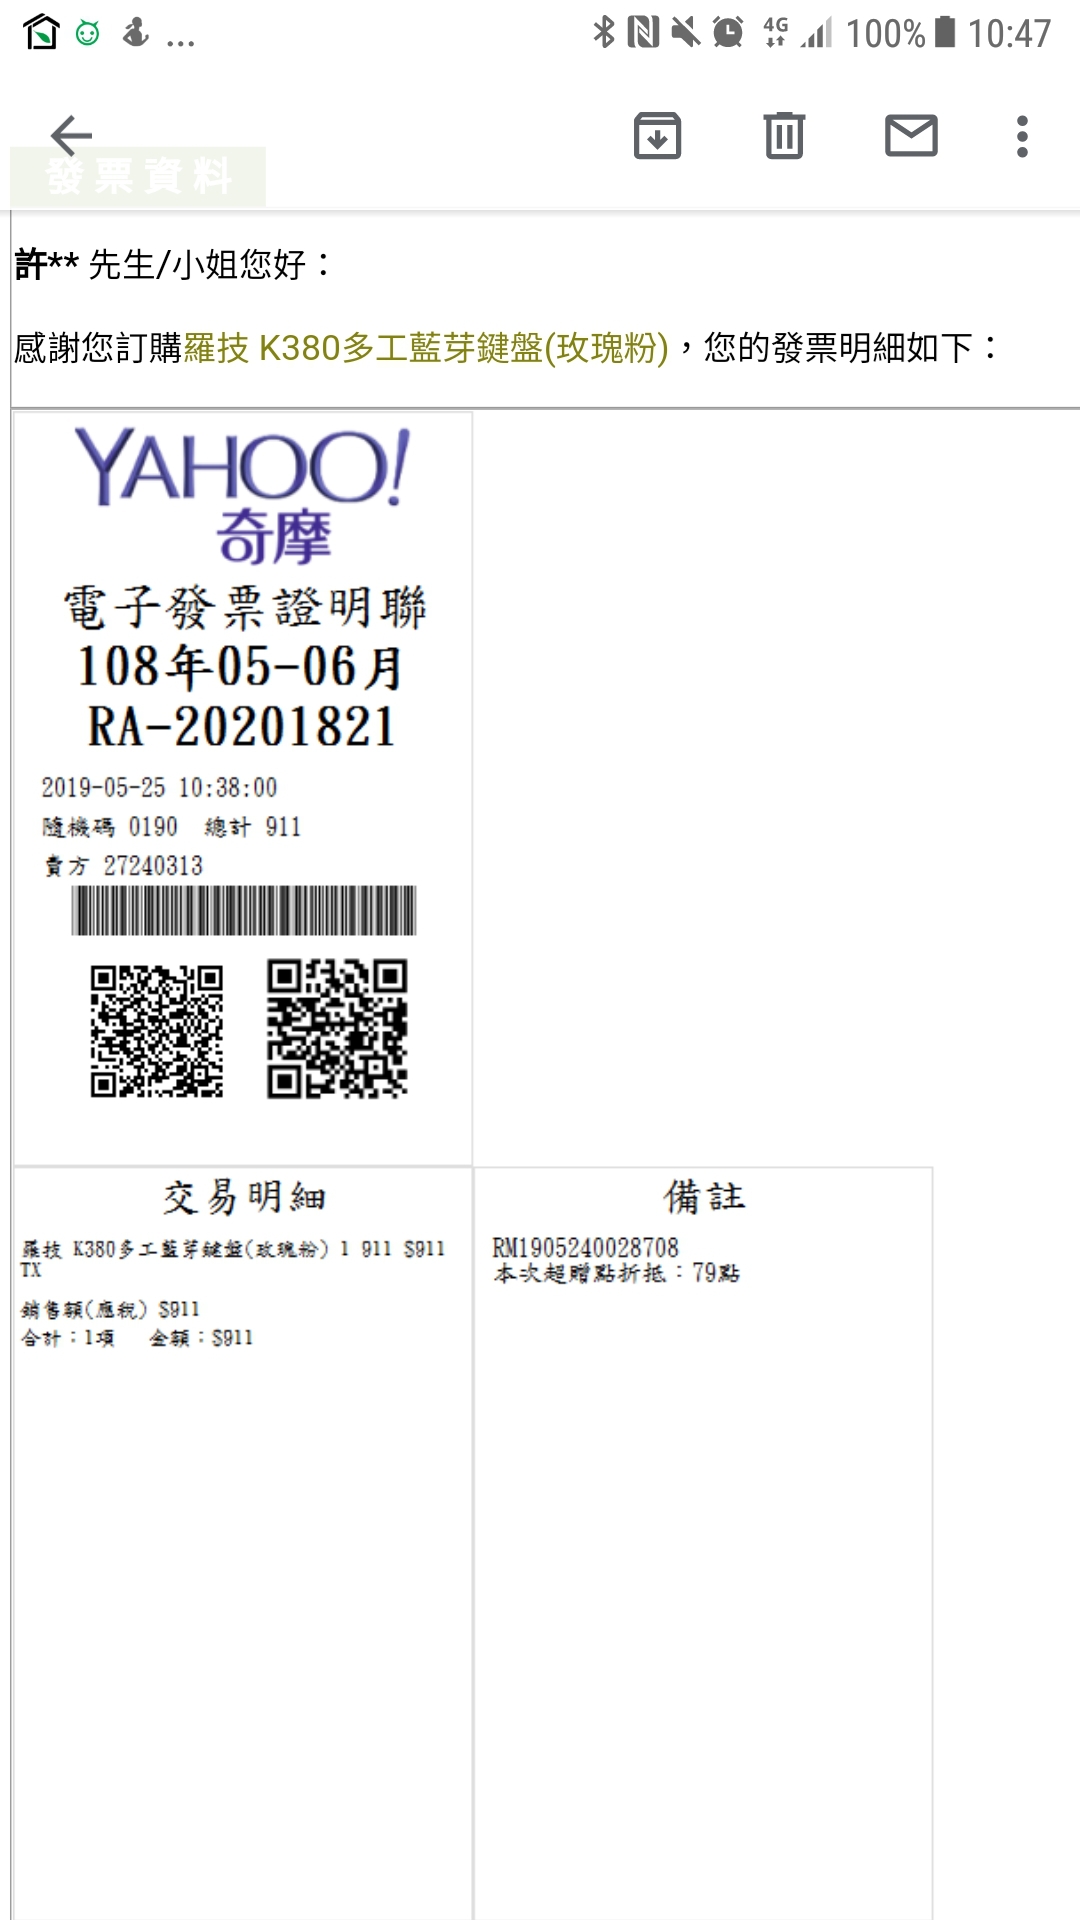 4G 100% 10:47
發票資料
許** 先生/小姐您好：
感謝您訂購羅技 K380多工藍芽鍵盤(玫瑰粉)，您的發票明細如下：
YAHOO!
奇摩
電子發票證明聯
108年05-06月
RA-20201821
2019-05-25 10:38:00
隨機碼 0190 總計 911
賣方 27240313
交易明細
羅技 K380多工藍芽鍵盤(玫瑰粉) 1 911 $911
TX
銷售額(應稅) $911
合計：1項 金額：$911
備註
RM1905240028708
本次超贈點折抵：79點